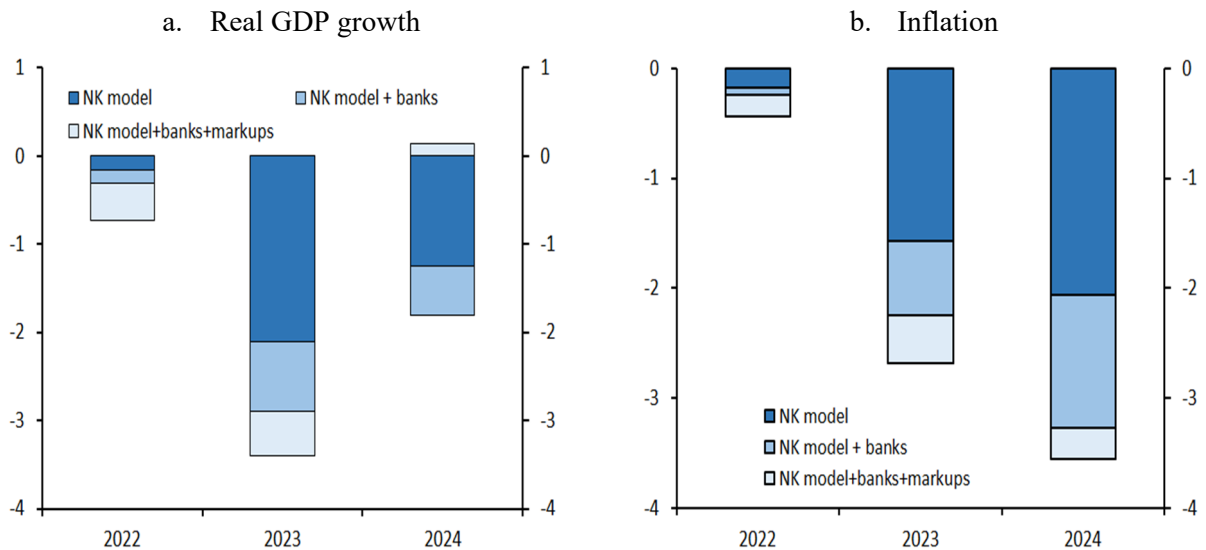 a. Real GDP growth
1 1
NK model NK model + banks
NK model+banks+markups
0 0
-1 -1
-2 -2
-3 -3
-4 -4
2022 2023 2024
b. Inflation
0 0
-1 -1
-2 -2
-3 -3
NK model
NK model + banks
NK model+banks+markups
-4 -4
2022 2023 2024